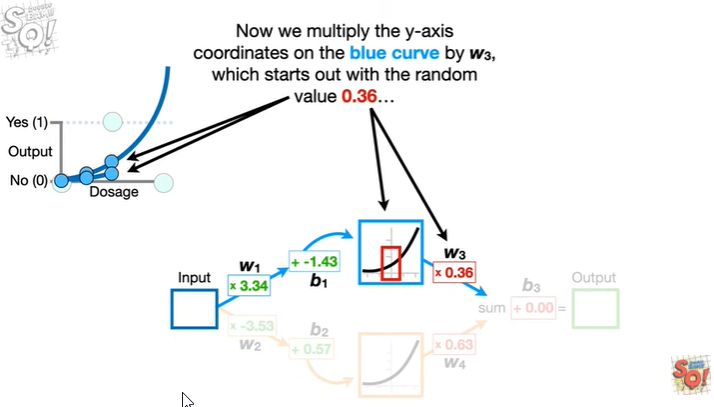 Now we multiply the y-axis
coordinates on the blue curve by w₃,
which starts out with the random
value 0.36...
Yes (1)
Output
No (0)
Dosage
Input
w₁
x 3.34
+ -1.43
b₁
w₃
x 0.36
b₃
sum
+ 0.00
=
Output
x -3.53
w₂
b₂
+ 0.57
x 0.63
w₄
SQ!
SQ!